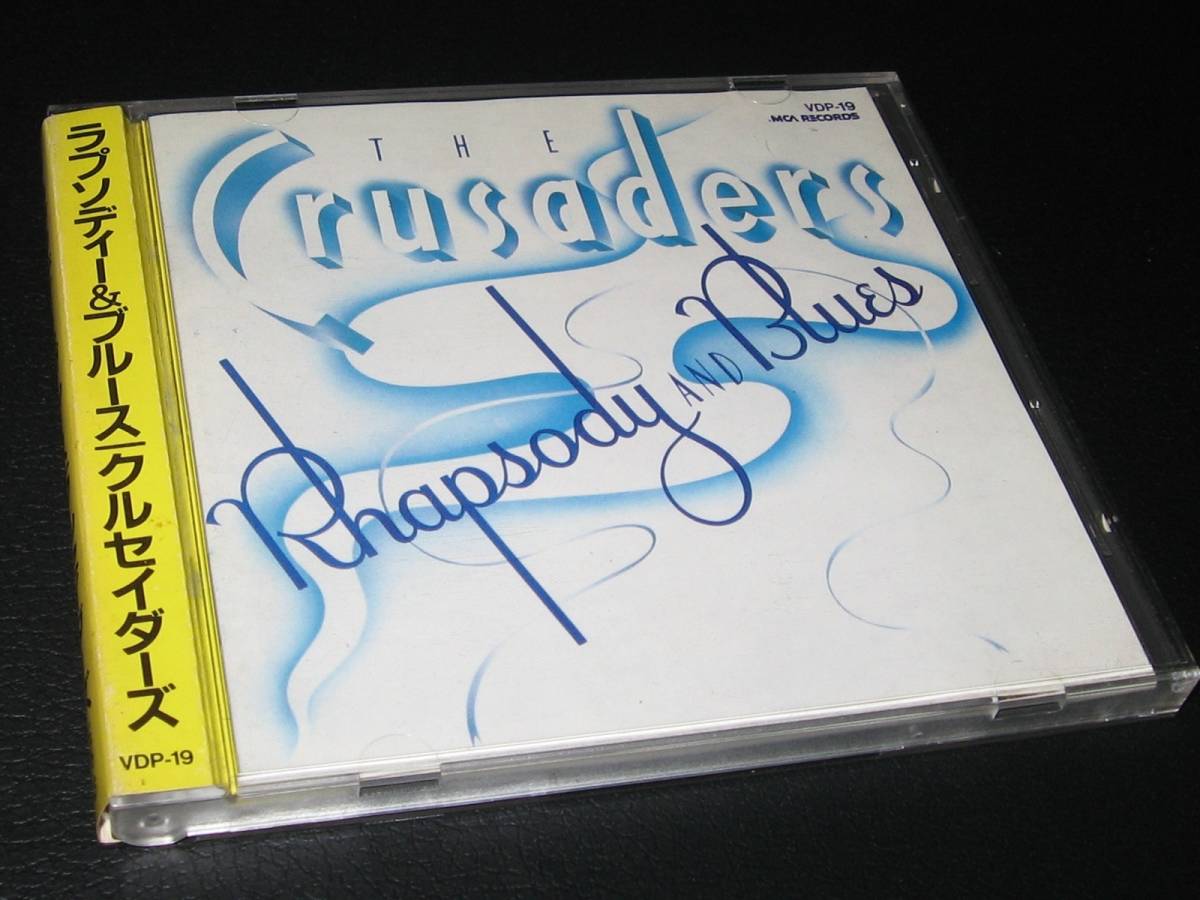 ラプソディー&ブルース/クルセイダーズ
VDP-19
VDP-19
MCA RECORDS
THE
Crusaders
Rhapsody AND Blues